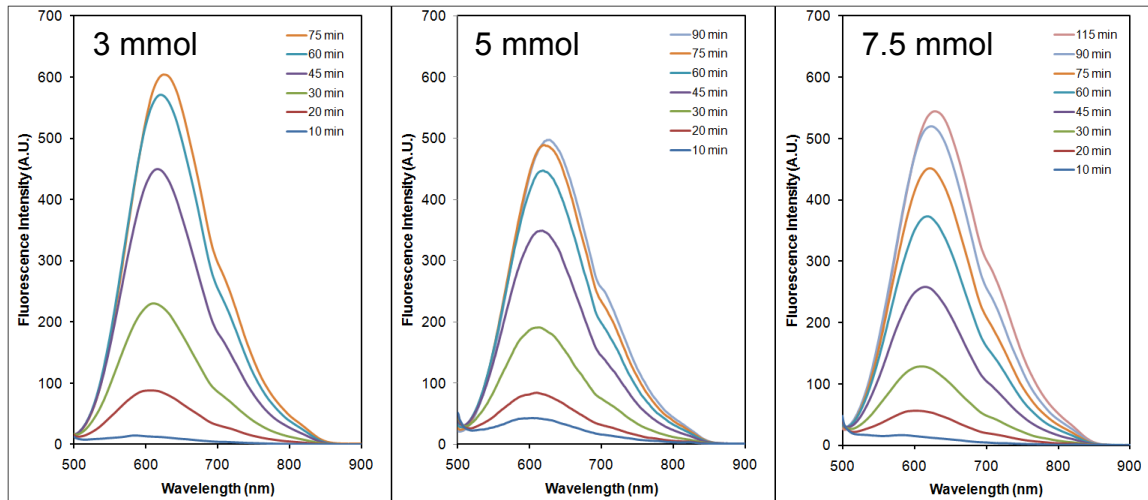 3 mmol
75 min
60 min
45 min
30 min
20 min
10 min
700
600
500
400
300
200
100
0
Fluorescence Intensity (A.U.)
500 600 700 800 900
Wavelength (nm)
5 mmol
90 min
75 min
60 min
45 min
30 min
20 min
10 min
700
600
500
400
300
200
100
0
Fluorescence Intensity (A.U.)
500 600 700 800 900
Wavelength (nm)
7.5 mmol
115 min
90 min
75 min
60 min
45 min
30 min
20 min
10 min
700
600
500
400
300
200
100
0
Fluorescence Intensity (A.U.)
500 600 700 800 900
Wavelength (nm)